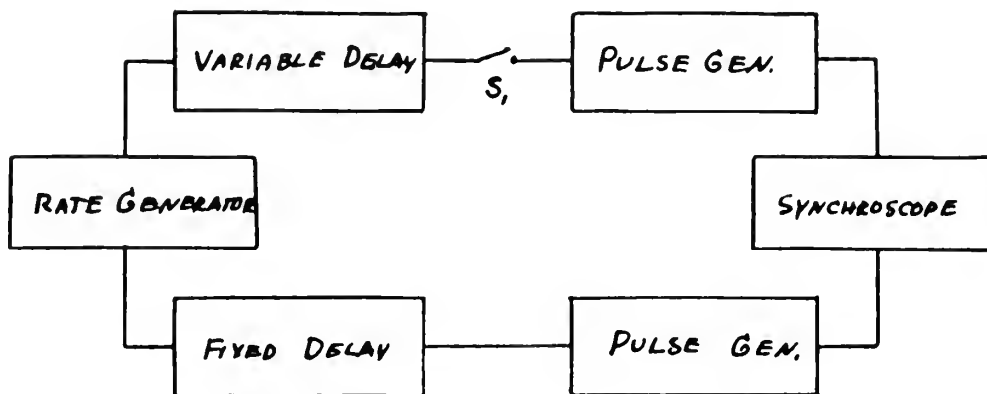 VARIABLE DELAY
S₁
PULSE GEN.
RATE GENERATOR
SYNCHROSCOPE
FIXED DELAY
PULSE GEN.